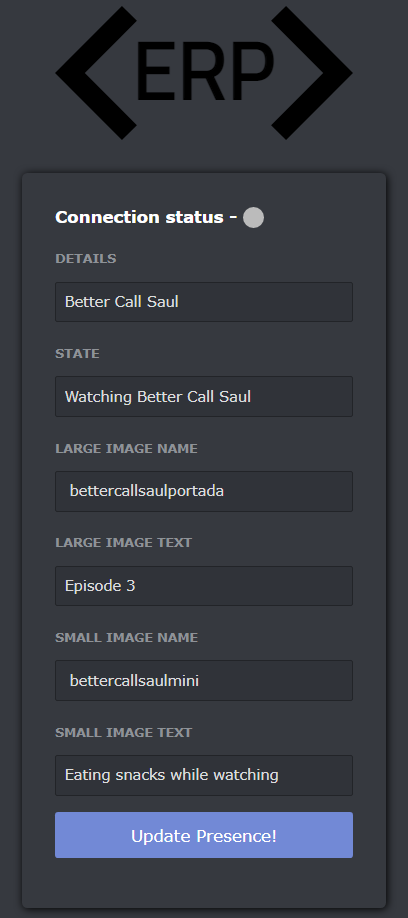 <ERP>
Connection status -
DETAILS
Better Call Saul
STATE
Watching Better Call Saul
LARGE IMAGE NAME
bettercallsaulportada
LARGE IMAGE TEXT
Episode 3
SMALL IMAGE NAME
bettercallsaulmini
SMALL IMAGE TEXT
Eating snacks while watching
Update Presence!